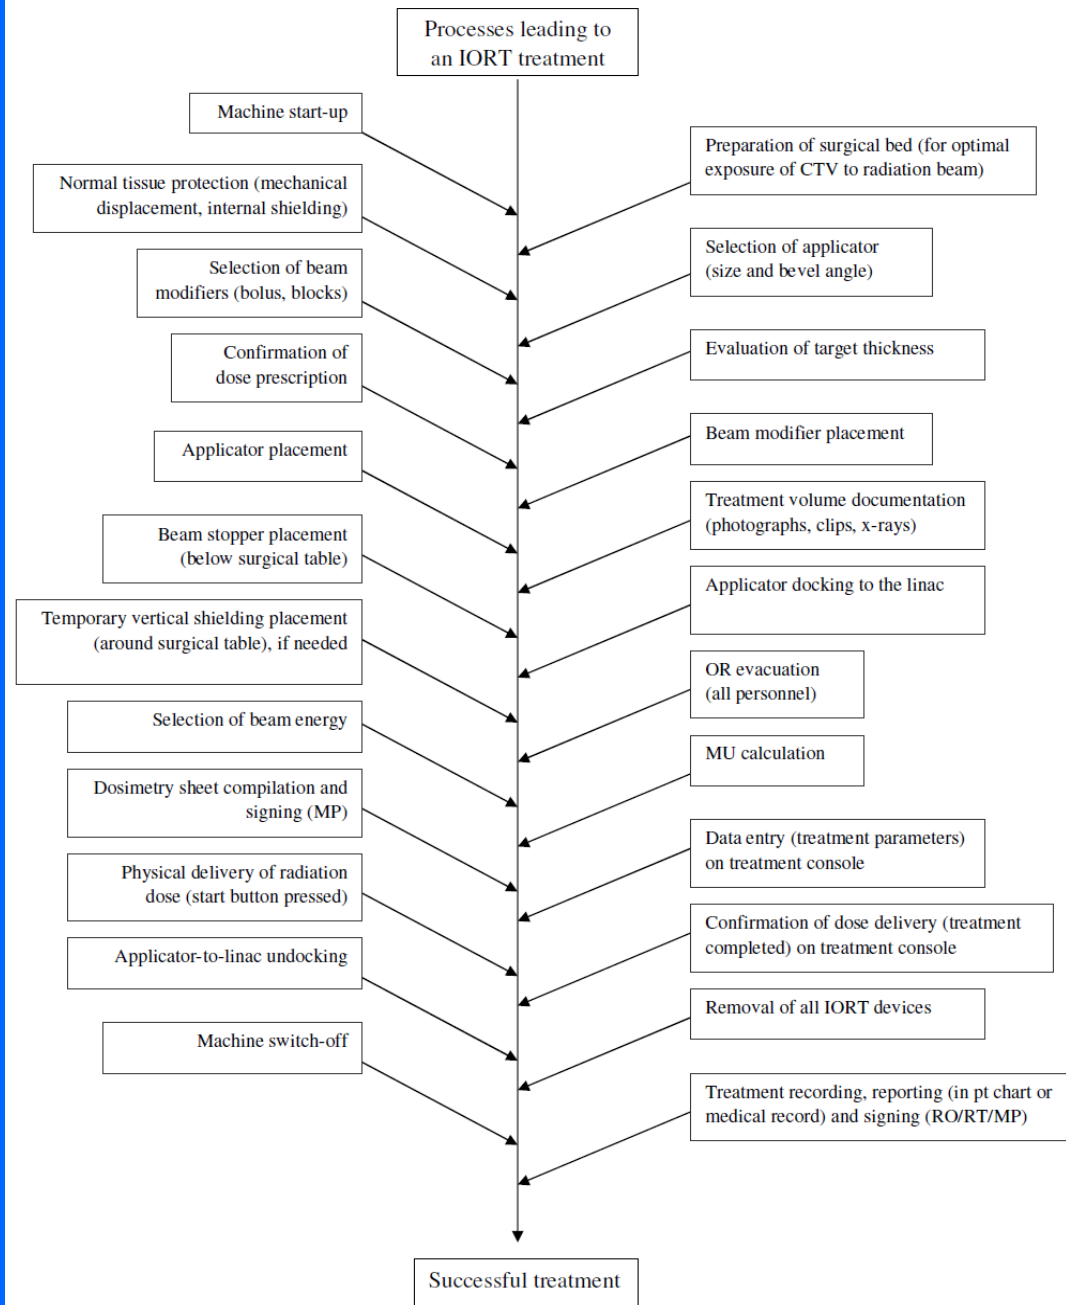 Processes leading to
an IORT treatment
Machine start-up
Preparation of surgical bed (for optimal
exposure of CTV to radiation beam)
Normal tissue protection (mechanical
displacement, internal shielding)
Selection of applicator
(size and bevel angle)
Selection of beam
modifiers (bolus, blocks)
Evaluation of target thickness
Confirmation of
dose prescription
Beam modifier placement
Applicator placement
Treatment volume documentation
(photographs, clips, x-rays)
Beam stopper placement
(below surgical table)
Applicator docking to the linac
Temporary vertical shielding placement
(around surgical table), if needed
OR evacuation
(all personnel)
Selection of beam energy
MU calculation
Dosimetry sheet compilation and
signing (MP)
Data entry (treatment parameters)
on treatment console
Physical delivery of radiation
dose (start button pressed)
Confirmation of dose delivery (treatment
completed) on treatment console
Applicator-to-linac undocking
Removal of all IORT devices
Machine switch-off
Treatment recording, reporting (in pt chart or
medical record) and signing (RO/RT/MP)
Successful treatment